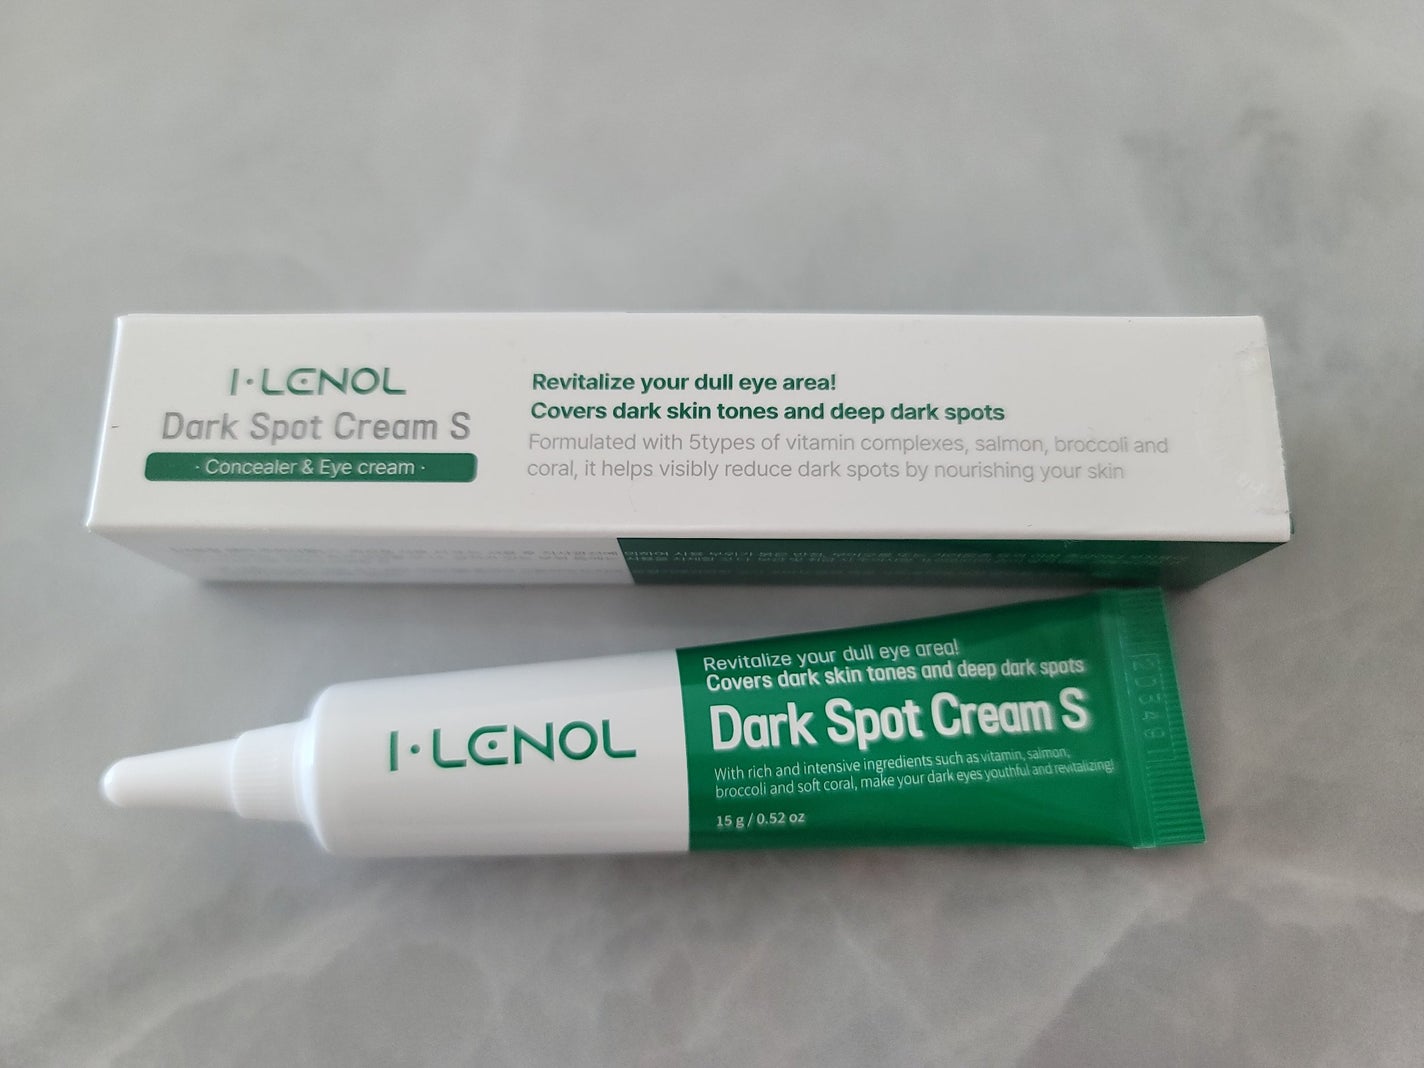 I·LENOL
Dark Spot Cream S
· Concealer & Eye cream ·
Revitalize your dull eye area!
Covers dark skin tones and deep dark spots
Formulated with 5types of vitamin complexes, salmon, broccoli and
coral, it helps visibly reduce dark spots by nourishing your skin
I·LENOL
Revitalize your dull eye area!
Covers dark skin tones and deep dark spots
Dark Spot Cream S
With rich and intensive ingredients such as vitamin, salmon,
broccoli and soft coral, make your dark eyes youthful and revitalizing!
15 g / 0.52 oz